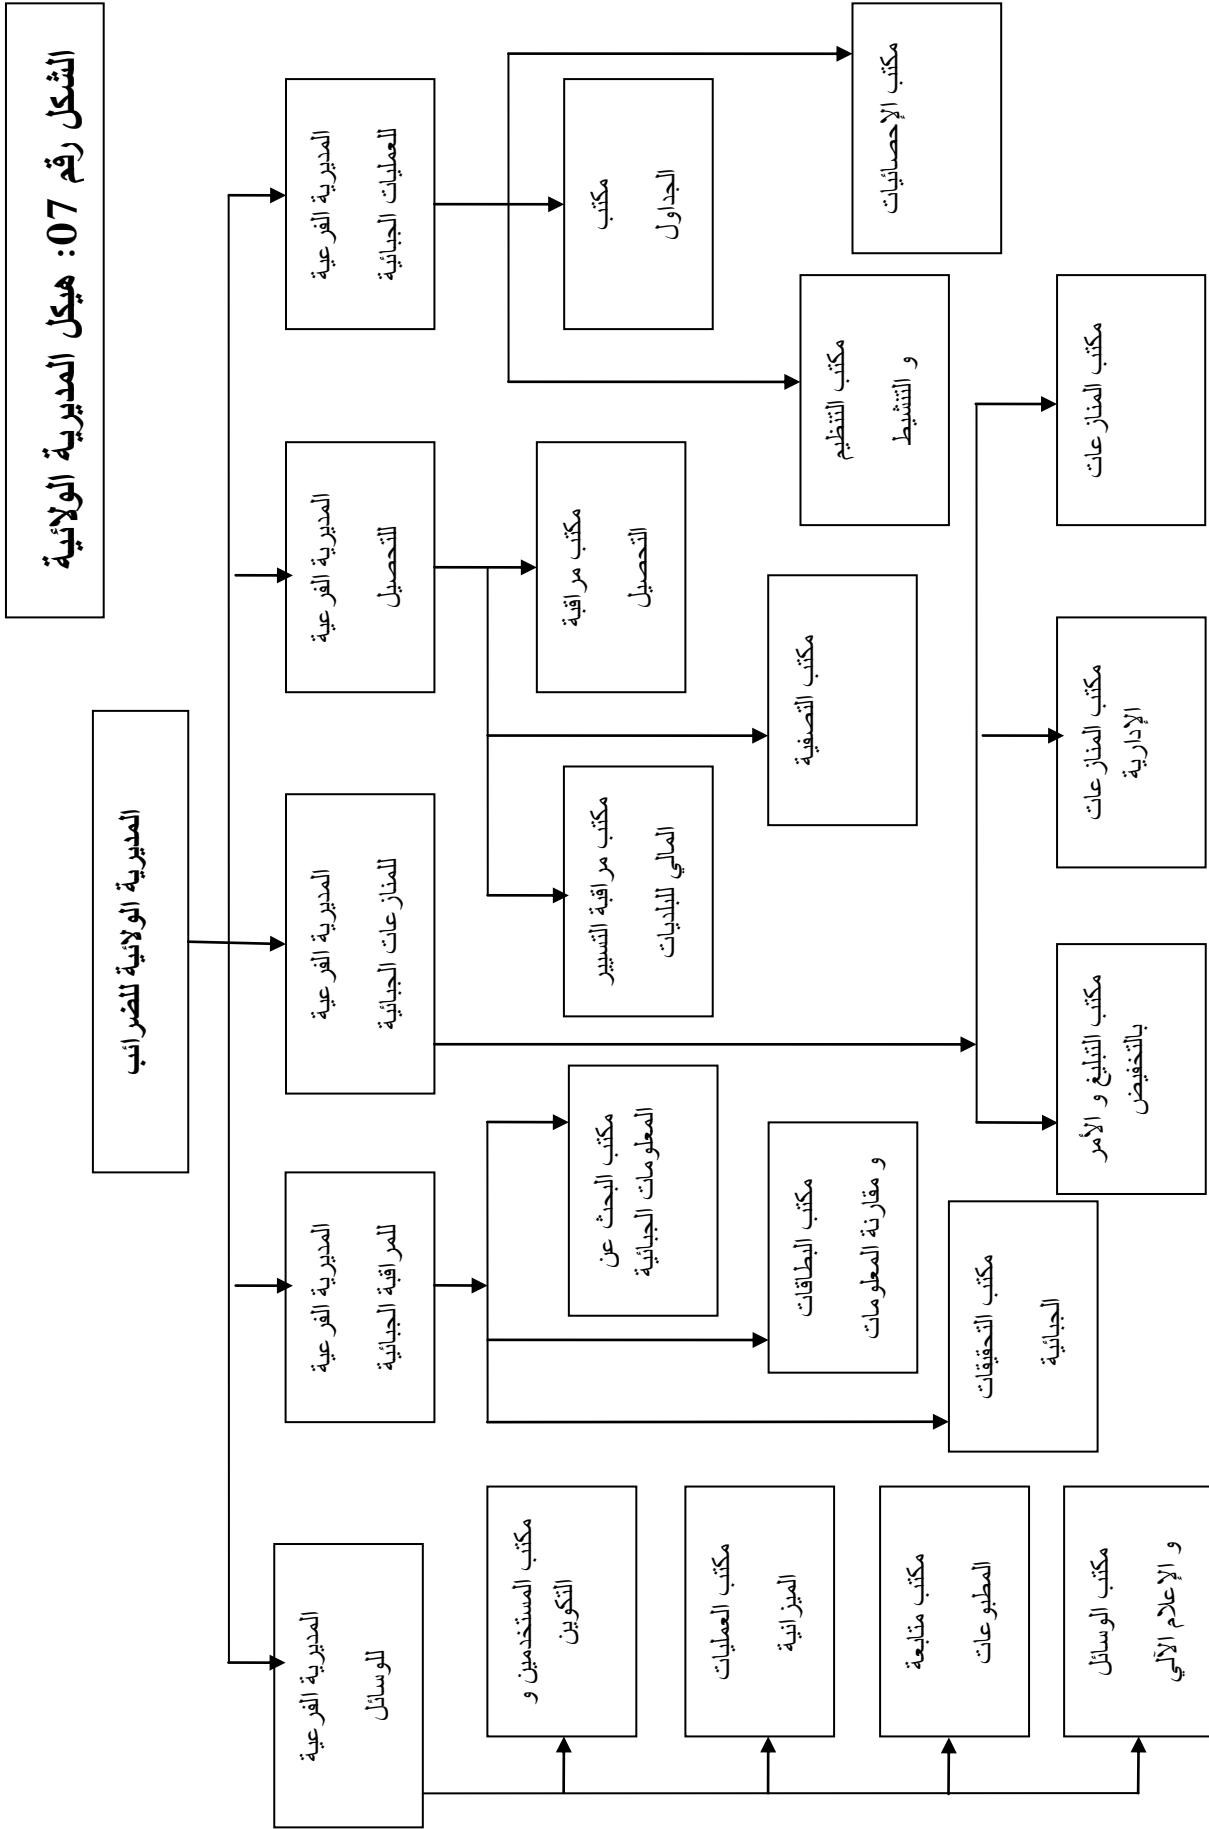 الشكل رقم 07: هيكل المديرية الولائية
المديرية الولائية للضرائب
المديرية الفرعية
للعمليات الجبائية
المديرية الفرعية
للتحصيل
المديرية الفرعية
للمنازعات الجبائية
المديرية الفرعية
للمراقبة الجبائية
المديرية الفرعية
للوسائل
مكتب
الجداول
مكتب الإحصائيات
مكتب التنظيم
و التنشيط
مكتب مراقبة
التحصيل
مكتب التصفية
مكتب مراقبة التسيير
المالي للبلديات
مكتب المنازعات
مكتب المنازعات
الإدارية
مكتب التبليغ و الأمر
بالتخفيض
مكتب البحث عن
المعلومات الجبائية
مكتب البطاقات
و مقارنة المعلومات
مكتب التحقيقات
الجبائية
مكتب المستخدمين و
التكوين
مكتب العمليات
الميزانية
مكتب متابعة
المطبوعات
مكتب الوسائل
و الإعلام الآلي